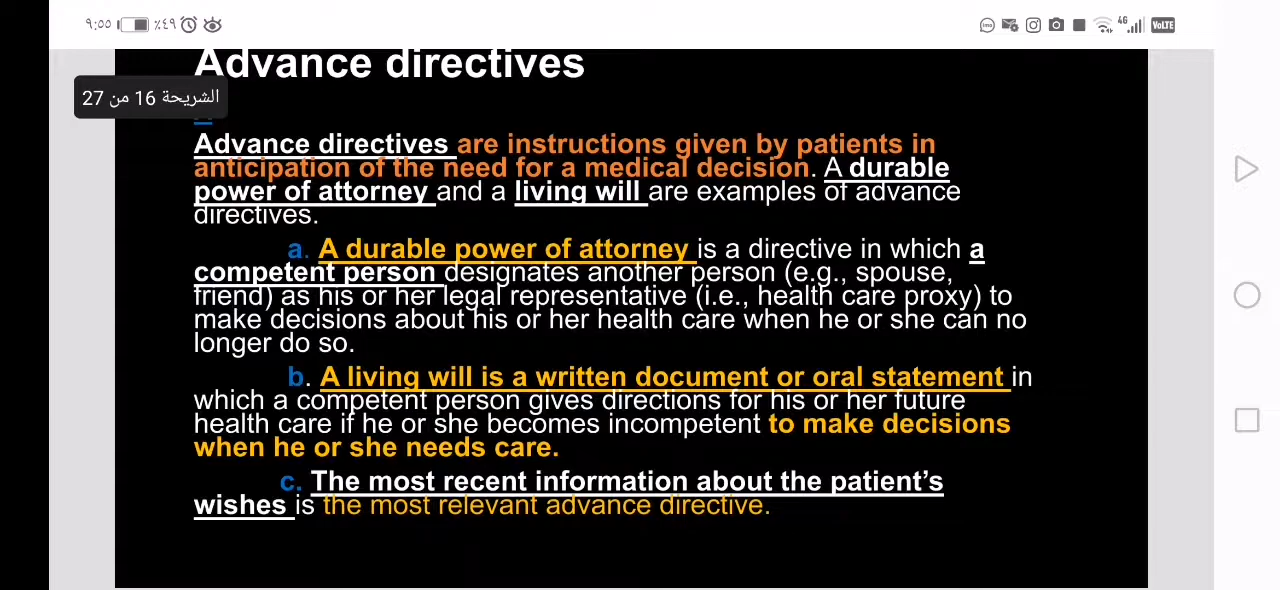 ٩:٥٥ ٪٤٩ imo 4G VoLTE
Advance directives
الشريحة 16 من 27
Advance directives are instructions given by patients in
anticipation of the need for a medical decision. A durable
power of attorney and a living will are examples of advance
directives.
a. A durable power of attorney is a directive in which a
competent person designates another person (e.g., spouse,
friend) as his or her legal representative (i.e., health care proxy) to
make decisions about his or her health care when he or she can no
longer do so.
b. A living will is a written document or oral statement in
which a competent person gives directions for his or her future
health care if he or she becomes incompetent to make decisions
when he or she needs care.
c. The most recent information about the patient's
wishes is the most relevant advance directive.